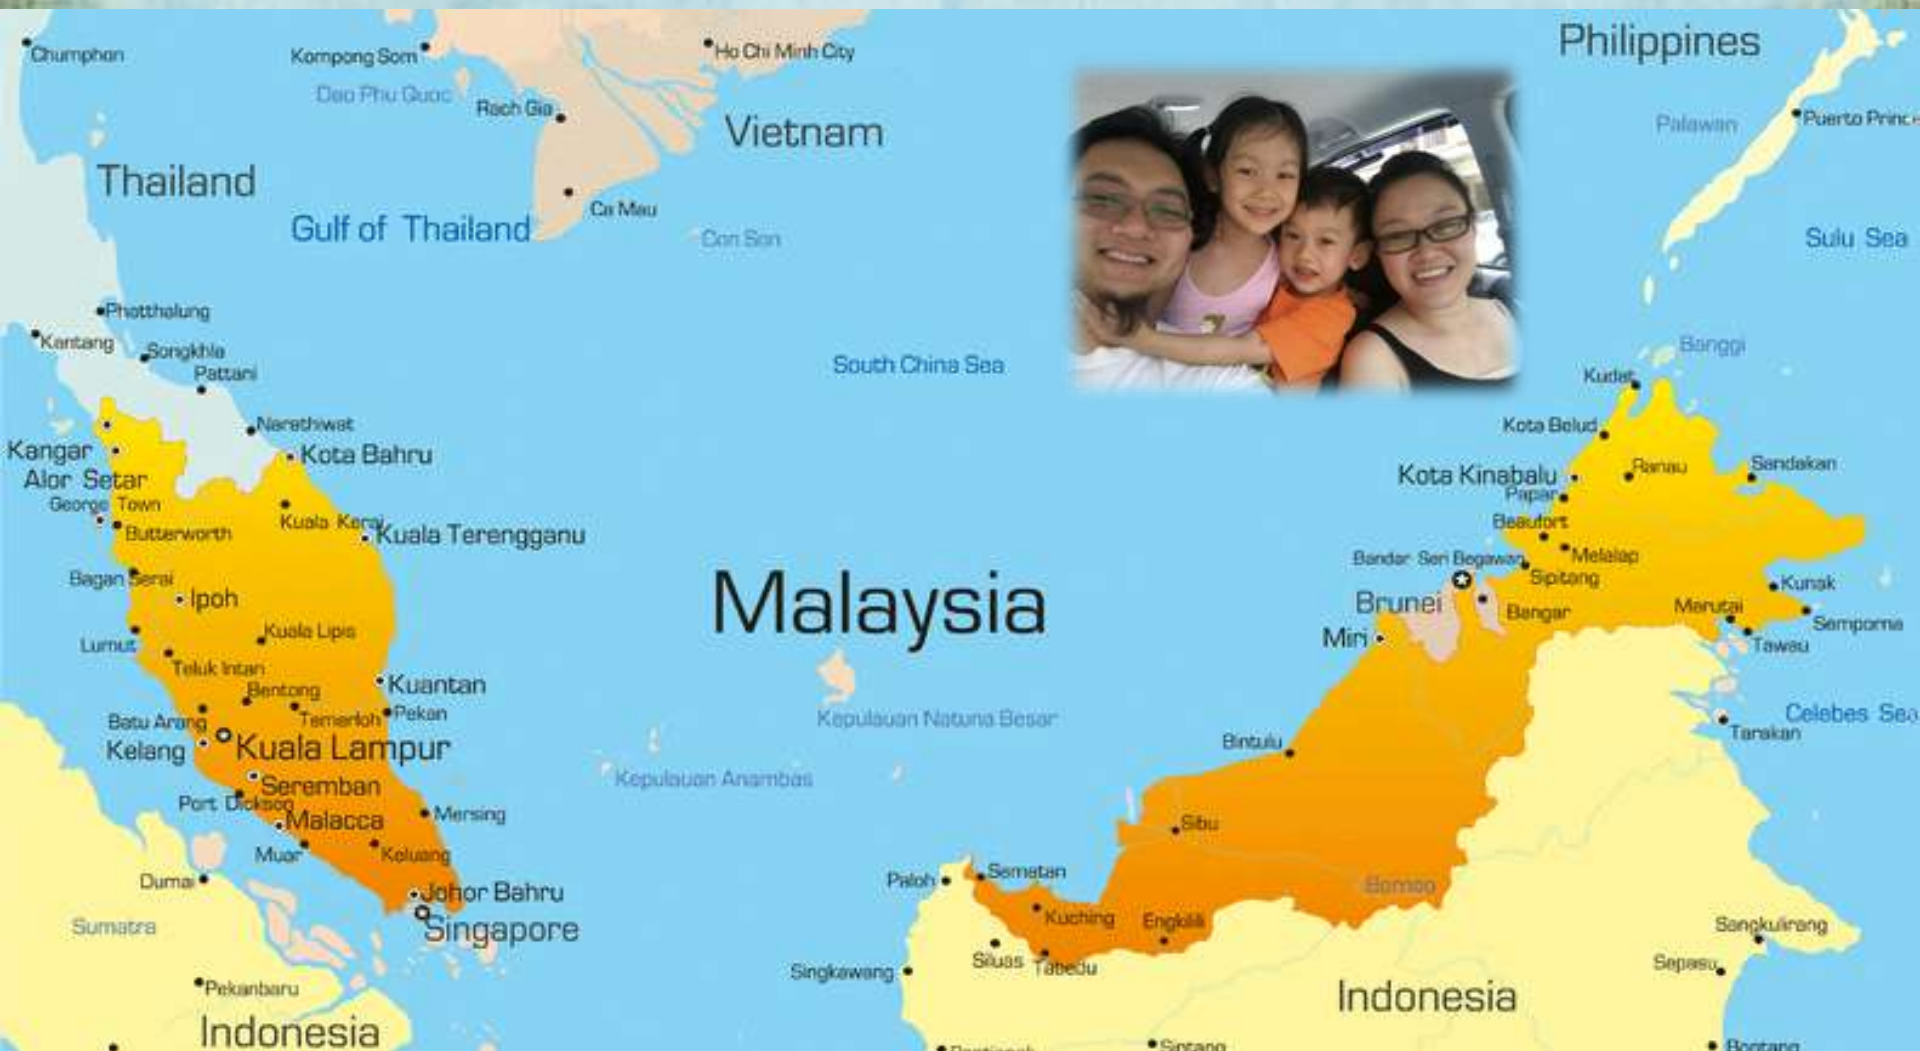 Chumphon
Kompong Som
Ho Chi Minh City
Philippines
Dao Phu Quoc
Rach Gia
Vietnam
Palawan
Thailand
Ca Mau
Gulf of Thailand
Con Son
Sulu Sea
Phatthalung
Kantang
Songkhla
Pattani
South China Sea
Banggi
Kudat
Narathiwat
Kota Belud
Kangar
Kota Bahru
Alor Setar
Kota Kinabalu
Ranau
Sandakan
George Town
Papar
Butterworth
Kuala Kerai
Kuala Terengganu
Beaufort
Bandar Seri Begawan
Melalap
Bagan Serai
Ipoh
Sipitang
Kunak
Malaysia
Brunei
Bangar
Marutai
Semporna
Kuala Lipis
Lumut
Miri
Tawau
Teluk Intan
Bentong
Kuantan
Batu Arang
Temerloh
Pekan
Kepulauan Natuna Besar
Celebes Sea
Kelang
Kuala Lampur
Bintulu
Tarakan
Kepulauan Anambas
Seremban
Port Dickson
Malacca
Mersing
Sibu
Muar
Keluang
Dumai
Paloh
Sematan
Borneo
Johor Bahru
Kuching
Engkilili
Sumatra
Singapore
Sangkulirang
Siluas
Tabedu
Singkawang
Sepasu
Pekanbaru
Indonesia
Indonesia